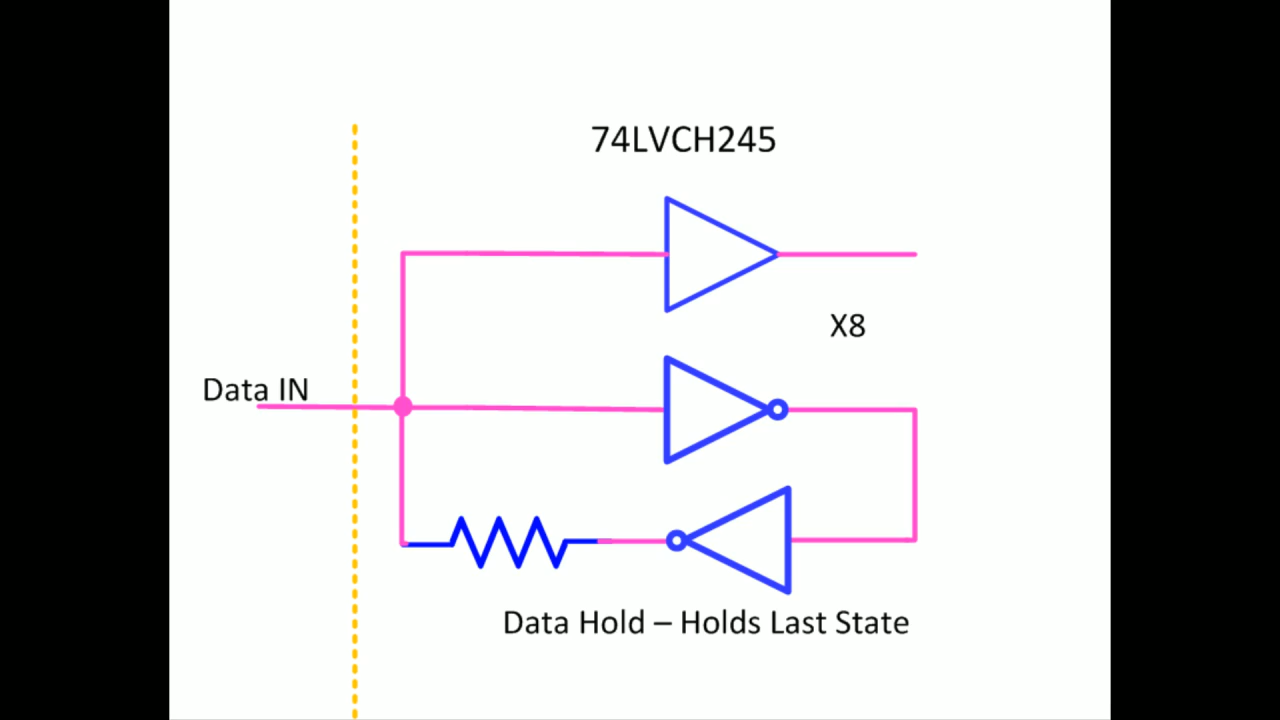 74LVCH245
X8
Data IN
Data Hold – Holds Last State